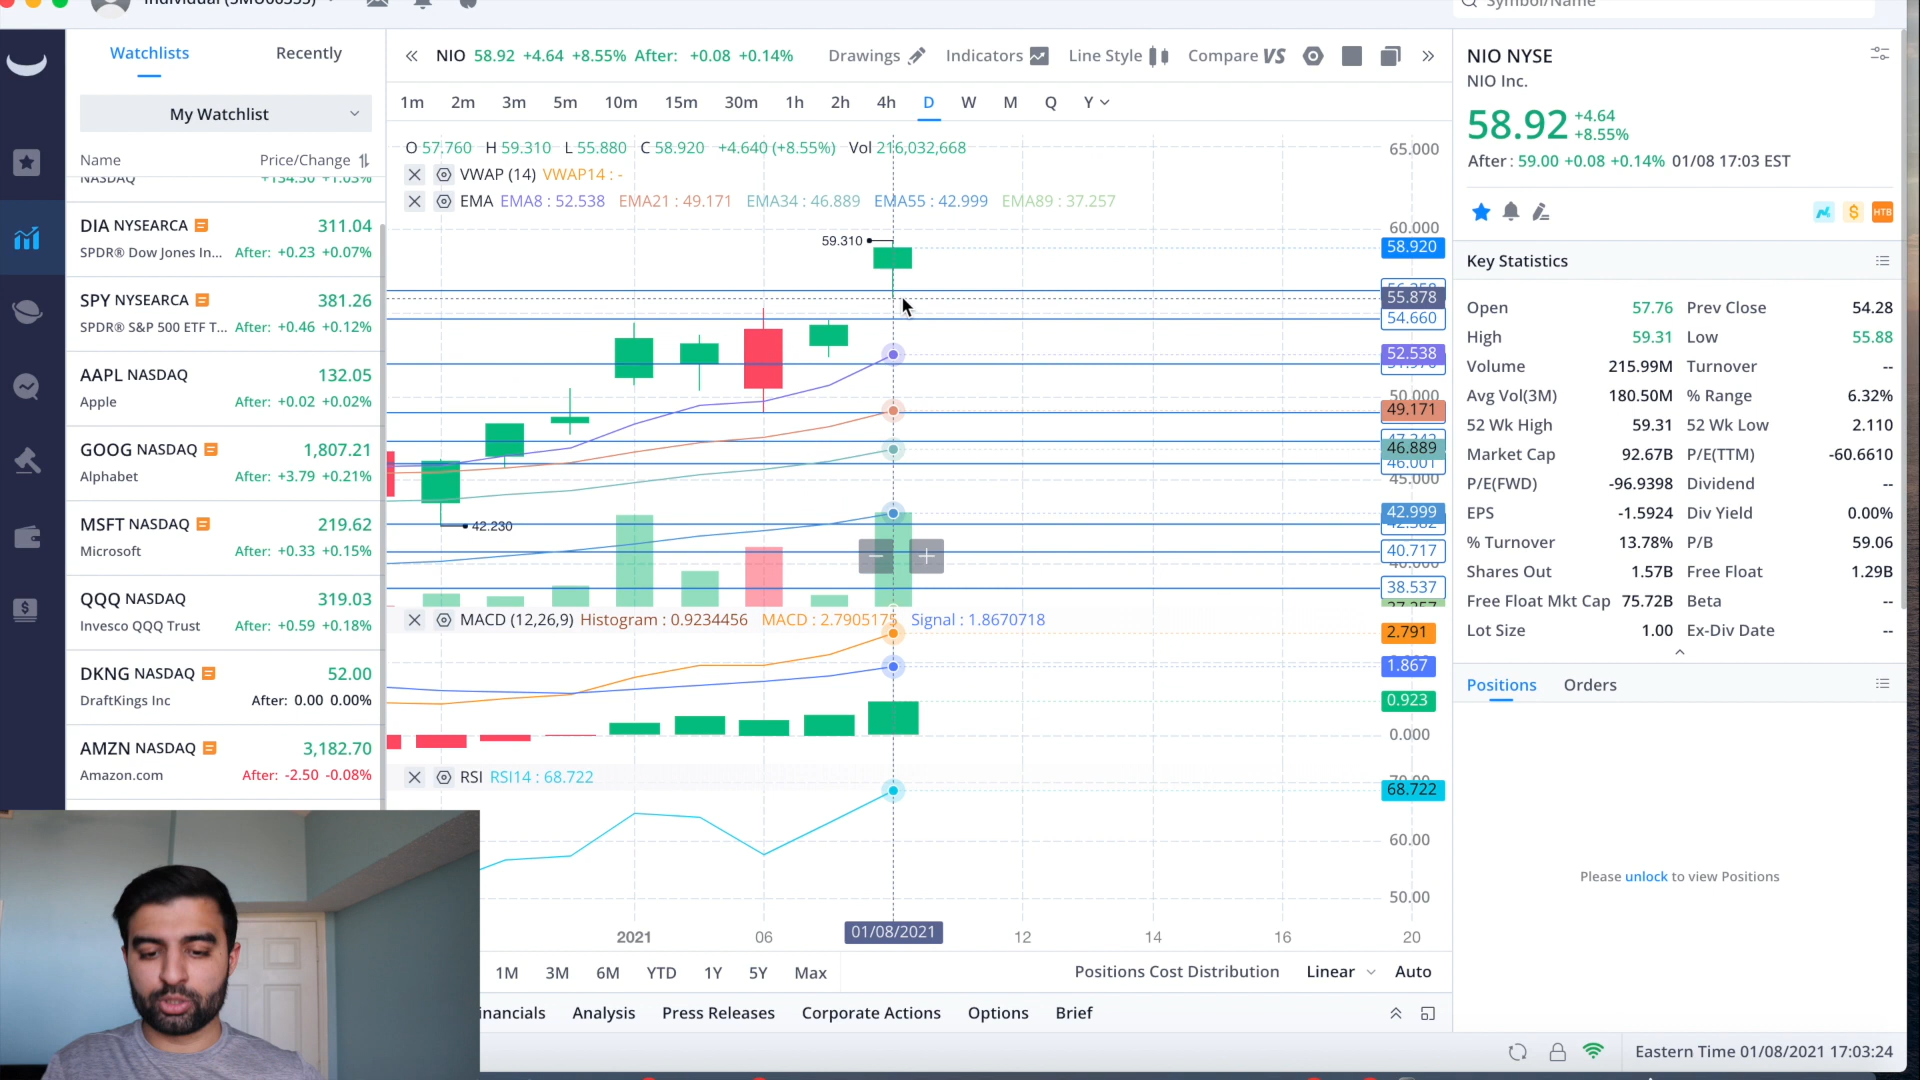 Watchlists Recently
My Watchlist
Name Price/Change
NASDAQ +134.50 +1.03%
DIA NYSEARCA 311.04
SPDR® Dow Jones In... After: +0.23 +0.07%
SPY NYSEARCA 381.26
SPDR® S&P 500 ETF T... After: +0.46 +0.12%
AAPL NASDAQ 132.05
Apple After: +0.02 +0.02%
GOOG NASDAQ 1,807.21
Alphabet After: +3.79 +0.21%
MSFT NASDAQ 219.62
Microsoft After: +0.33 +0.15%
QQQ NASDAQ 319.03
Invesco QQQ Trust After: +0.59 +0.18%
DKNG NASDAQ 52.00
DraftKings Inc After: 0.00 0.00%
AMZN NASDAQ 3,182.70
Amazon.com After: -2.50 -0.08%
NIO 58.92 +4.64 +8.55% After: +0.08 +0.14% Drawings Indicators Line Style Compare VS
1m 2m 3m 5m 10m 15m 30m 1h 2h 4h D W M Q Y
O 57.760 H 59.310 L 55.880 C 58.920 +4.640 (+8.55%) Vol 216,032,668
VWAP (14) VWAP14 : -
EMA EMA8 : 52.538 EMA21 : 49.171 EMA34 : 46.889 EMA55 : 42.999 EMA89 : 37.257
65.000
60.000
59.310
58.920
55.878
54.660
52.538
50.000
49.171
46.889
46.001
45.000
42.999
42.230
40.717
40.000
38.537
MACD (12,26,9) Histogram : 0.9234456 MACD : 2.7905175 Signal : 1.8670718
2.791
1.867
0.923
0.000
RSI RSI14 : 68.722
70.00
68.722
60.00
50.00
2021 06 01/08/2021 12 14 16 20
1M 3M 6M YTD 1Y 5Y Max Positions Cost Distribution Linear Auto
inancials Analysis Press Releases Corporate Actions Options Brief
Symbol/Name
NIO NYSE
NIO Inc.
58.92 +4.64
+8.55%
After : 59.00 +0.08 +0.14% 01/08 17:03 EST
HTB
Key Statistics
Open 57.76 Prev Close 54.28
High 59.31 Low 55.88
Volume 215.99M Turnover --
Avg Vol(3M) 180.50M % Range 6.32%
52 Wk High 59.31 52 Wk Low 2.110
Market Cap 92.67B P/E(TTM) -60.6610
P/E(FWD) -96.9398 Dividend --
EPS -1.5924 Div Yield 0.00%
% Turnover 13.78% P/B 59.06
Shares Out 1.57B Free Float 1.29B
Free Float Mkt Cap 75.72B Beta --
Lot Size 1.00 Ex-Div Date --
Positions Orders
Please unlock to view Positions
Eastern Time 01/08/2021 17:03:24